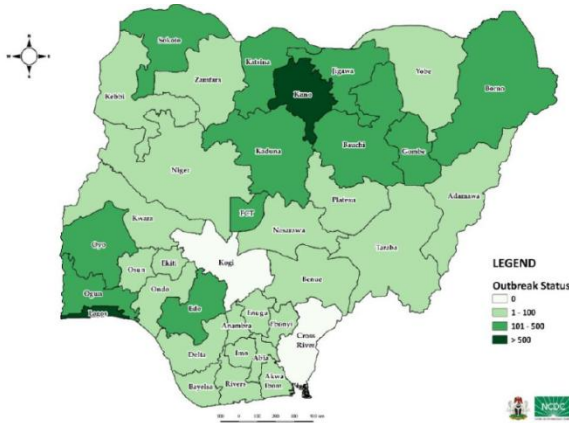 N
W
E
S
Sokoto
Katsina
Jigawa
Yobe
Borno
Zamfara
Kebbi
Kano
Kaduna
Bauchi
Gombe
Niger
Adamawa
Plateau
FCT
Kwara
Nasarawa
Taraba
Oyo
Kogi
Benue
Osun
Ekiti
Ogun
Ondo
Edo
Lagos
Enugu
Anambra
Ebonyi
Cross
River
Delta
Imo
Abia
Bayelsa
Rivers
Akwa
Ibom
LEGEND
Outbreak Status
0
1 - 100
101 - 500
> 500
NCDC